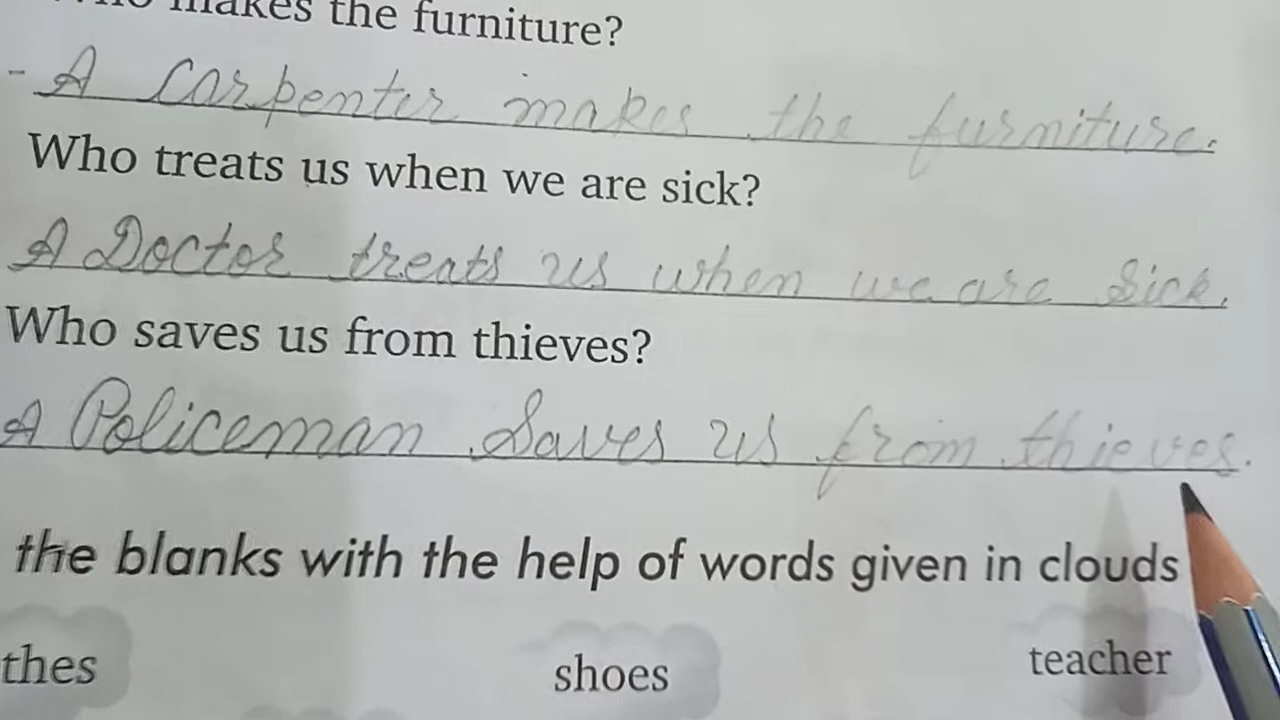 Who makes the furniture?
- A Carpenter makes the furniture.
Who treats us when we are sick?
A Doctor treats us when we are Sick.
Who saves us from thieves?
A Policeman Saves us from thieves.
the blanks with the help of words given in clouds
thes shoes teacher